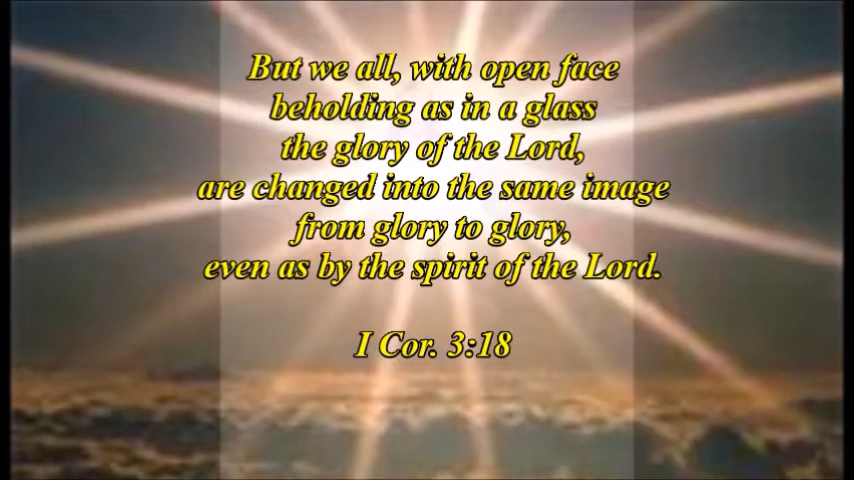 But we all, with open face
beholding as in a glass
the glory of the Lord,
are changed into the same image
from glory to glory,
even as by the spirit of the Lord.
I Cor. 3:18